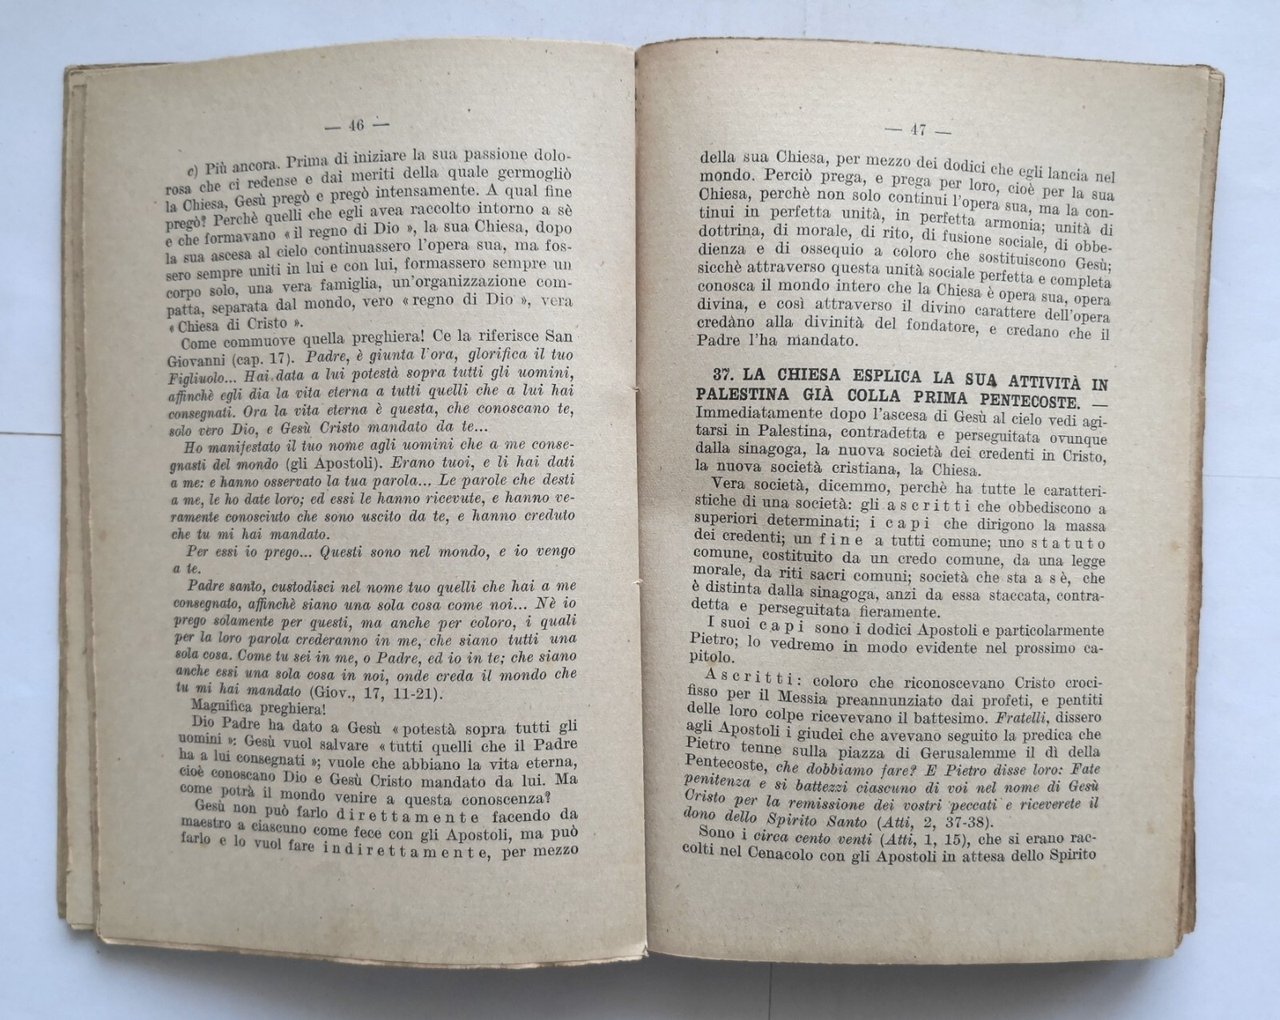 — 46 —
c) Più ancora. Prima di iniziare la sua passione dolo-
rosa che ci redense e dai meriti della quale germogliò
la Chiesa, Gesù pregò e pregò intensamente. A qual fine
pregò? Perchè quelli che egli avea raccolto intorno a sè
e che formavano « il regno di Dio », la sua Chiesa, dopo
la sua ascesa al cielo continuassero l'opera sua, ma fos-
sero sempre uniti in lui e con lui, formassero sempre un
corpo solo, una vera famiglia, un'organizzazione com-
patta, separata dal mondo, vero « regno di Dio », vera
« Chiesa di Cristo ».
Come commuove quella preghiera! Ce la riferisce San
Giovanni (cap. 17). Padre, è giunta l'ora, glorifica il tuo
Figliuolo... Hai data a lui potestà sopra tutti gli uomini,
affinchè egli dia la vita eterna a tutti quelli che a lui hai
consegnati. Ora la vita eterna è questa, che conoscano te,
solo vero Dio, e Gesù Cristo mandato da te...
Ho manifestato il tuo nome agli uomini che a me conse-
gnasti del mondo (gli Apostoli). Erano tuoi, e li hai dati
a me: e hanno osservato la tua parola... Le parole che desti
a me, le ho date loro; ed essi le hanno ricevute, e hanno ve-
ramente conosciuto che sono uscito da te, e hanno creduto
che tu mi hai mandato.
Per essi io prego... Questi sono nel mondo, e io vengo
a te.
Padre santo, custodisci nel nome tuo quelli che hai a me
consegnato, affinchè siano una sola cosa come noi... Nè io
prego solamente per questi, ma anche per coloro, i quali
per la loro parola crederanno in me, che siano tutti una
sola cosa. Come tu sei in me, o Padre, ed io in te; che siano
anche essi una sola cosa in noi, onde creda il mondo che
tu mi hai mandato (Giov., 17, 11-21).
Magnifica preghiera!
Dio Padre ha dato a Gesù « potestà sopra tutti gli
uomini »: Gesù vuol salvare « tutti quelli che il Padre
ha a lui consegnati »; vuole che abbiano la vita eterna,
cioè conoscano Dio e Gesù Cristo mandato da lui. Ma
come potrà il mondo venire a questa conoscenza?
Gesù non può farlo direttamente facendo da
maestro a ciascuno come fece con gli Apostoli, ma può
farlo e lo vuol fare indirettamente, per mezzo
— 47 —
della sua Chiesa, per mezzo dei dodici che egli lancia nel
mondo. Perciò prega, e prega per loro, cioè per la sua
Chiesa, perchè non solo continui l'opera sua, ma la con-
tinui in perfetta unità, in perfetta armonia; unità di
dottrina, di morale, di rito, di fusione sociale, di obbe-
dienza e di ossequio a coloro che sostituiscono Gesù;
sicchè attraverso questa unità sociale perfetta e completa
conosca il mondo intero che la Chiesa è opera sua, opera
divina, e così attraverso il divino carattere dell'opera
credàno alla divinità del fondatore, e credano che il
Padre l'ha mandato.
37. LA CHIESA ESPLICA LA SUA ATTIVITÀ IN
PALESTINA GIÀ COLLA PRIMA PENTECOSTE. —
Immediatamente dopo l'ascesa di Gesù al cielo vedi agi-
tarsi in Palestina, contradetta e perseguitata ovunque
dalla sinagoga, la nuova società dei credenti in Cristo,
la nuova società cristiana, la Chiesa.
Vera società, dicemmo, perchè ha tutte le caratteri-
stiche di una società: gli ascritti che obbediscono a
superiori determinati; i capi che dirigono la massa
dei credenti; un fine a tutti comune; uno statuto
comune, costituito da un credo comune, da una legge
morale, da riti sacri comuni; società che sta a sè, che
è distinta dalla sinagoga, anzi da essa staccata, contra-
detta e perseguitata fieramente.
I suoi capi sono i dodici Apostoli e particolarmente
Pietro; lo vedremo in modo evidente nel prossimo ca-
pitolo.
Ascritti: coloro che riconoscevano Cristo croci-
fisso per il Messia preannunziato dai profeti, e pentiti
delle loro colpe ricevevano il battesimo. Fratelli, dissero
agli Apostoli i giudei che avevano seguito la predica che
Pietro tenne sulla piazza di Gerusalemme il dì della
Pentecoste, che dobbiamo fare? E Pietro disse loro: Fate
penitenza e si battezzi ciascuno di voi nel nome di Gesù
Cristo per la remissione dei vostri peccati e riceverete il
dono dello Spirito Santo (Atti, 2, 37-38).
Sono i circa cento venti (Atti, 1, 15), che si erano rac-
colti nel Cenacolo con gli Apostoli in attesa dello Spirito